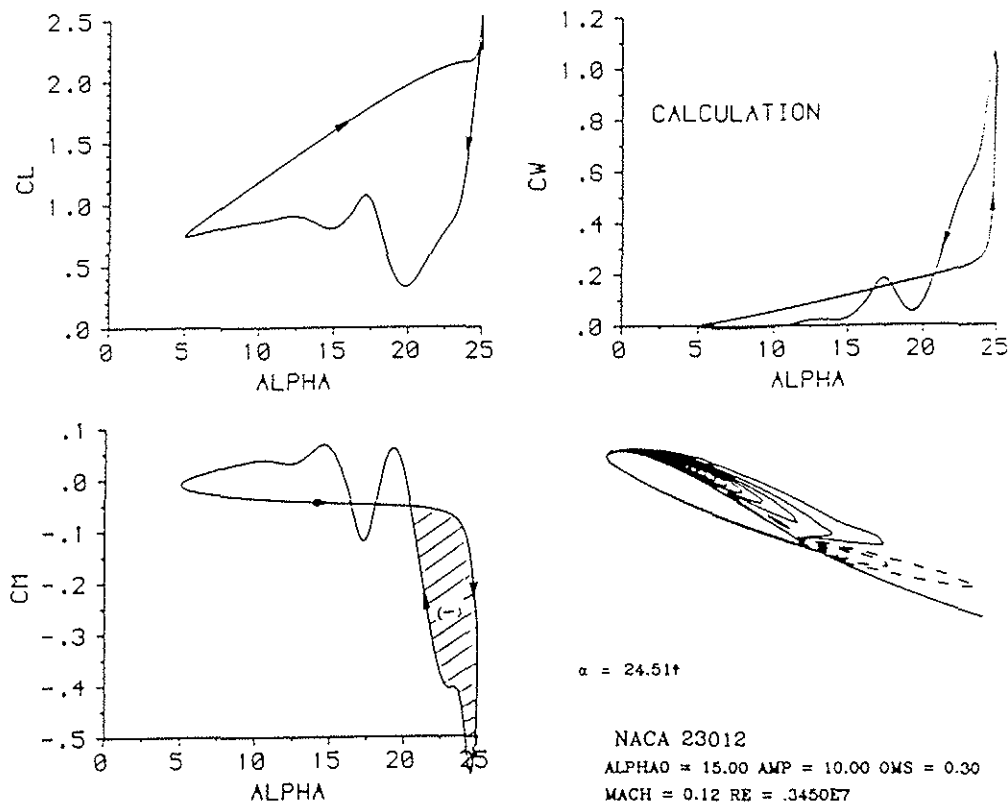 2.5
2.0
1.5
1.0
.5
.0
CL
0 5 10 15 20 25
ALPHA
1.2
1.0
.8
.6
.4
.2
.0
CW
CALCULATION
0 5 10 15 20 25
ALPHA
.1
.0
-.1
-.2
-.3
-.4
-.5
CM
(-)
0 5 10 15 20 25
ALPHA
α = 24.51↑
NACA 23012
ALPHA0 = 15.00 AMP = 10.00 OMS = 0.30
MACH = 0.12 RE = .3450E7